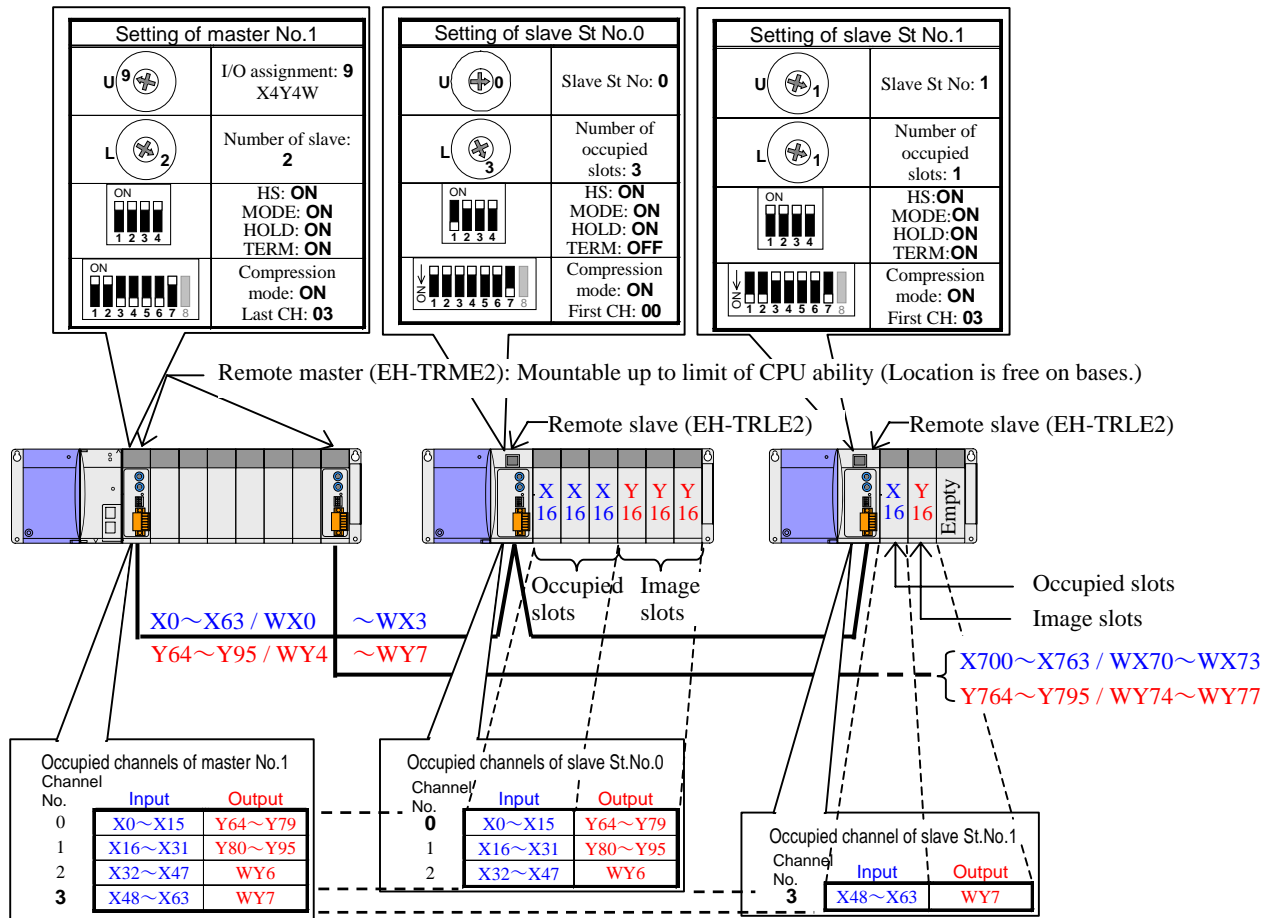 Setting of master No.1
U 9
I/O assignment: 9
X4Y4W
L 2
Number of slave:
2
ON
1 2 3 4
HS: ON
MODE: ON
HOLD: ON
TERM: ON
ON
1 2 3 4 5 6 7 8
Compression
mode: ON
Last CH: 03
Setting of slave St No.0
U 0
Slave St No: 0
L 3
Number of
occupied
slots: 3
ON
1 2 3 4
HS: ON
MODE: ON
HOLD: ON
TERM: OFF
ON
1 2 3 4 5 6 7 8
Compression
mode: ON
First CH: 00
Setting of slave St No.1
U 1
Slave St No: 1
L 1
Number of
occupied
slots: 1
ON
1 2 3 4
HS:ON
MODE:ON
HOLD:ON
TERM:ON
ON
1 2 3 4 5 6 7 8
Compression
mode: ON
First CH: 03
Remote master (EH-TRME2): Mountable up to limit of CPU ability (Location is free on bases.)
Remote slave (EH-TRLE2)
Remote slave (EH-TRLE2)
X X X Y Y Y
16 16 16 16 16 16
X Y Empty
16 16
Occupied slots
Image slots
Occupied slots
Image slots
X0～X63 / WX0 ～WX3
Y64～Y95 / WY4 ～WY7
X700～X763 / WX70～WX73
Y764～Y795 / WY74～WY77
Occupied channels of master No.1
Channel
No. Input Output
0 X0～X15 Y64～Y79
1 X16～X31 Y80～Y95
2 X32～X47 WY6
3 X48～X63 WY7
Occupied channels of slave St.No.0
Channel
No. Input Output
0 X0～X15 Y64～Y79
1 X16～X31 Y80～Y95
2 X32～X47 WY6
Occupied channel of slave St.No.1
Channel
No. Input Output
3 X48～X63 WY7